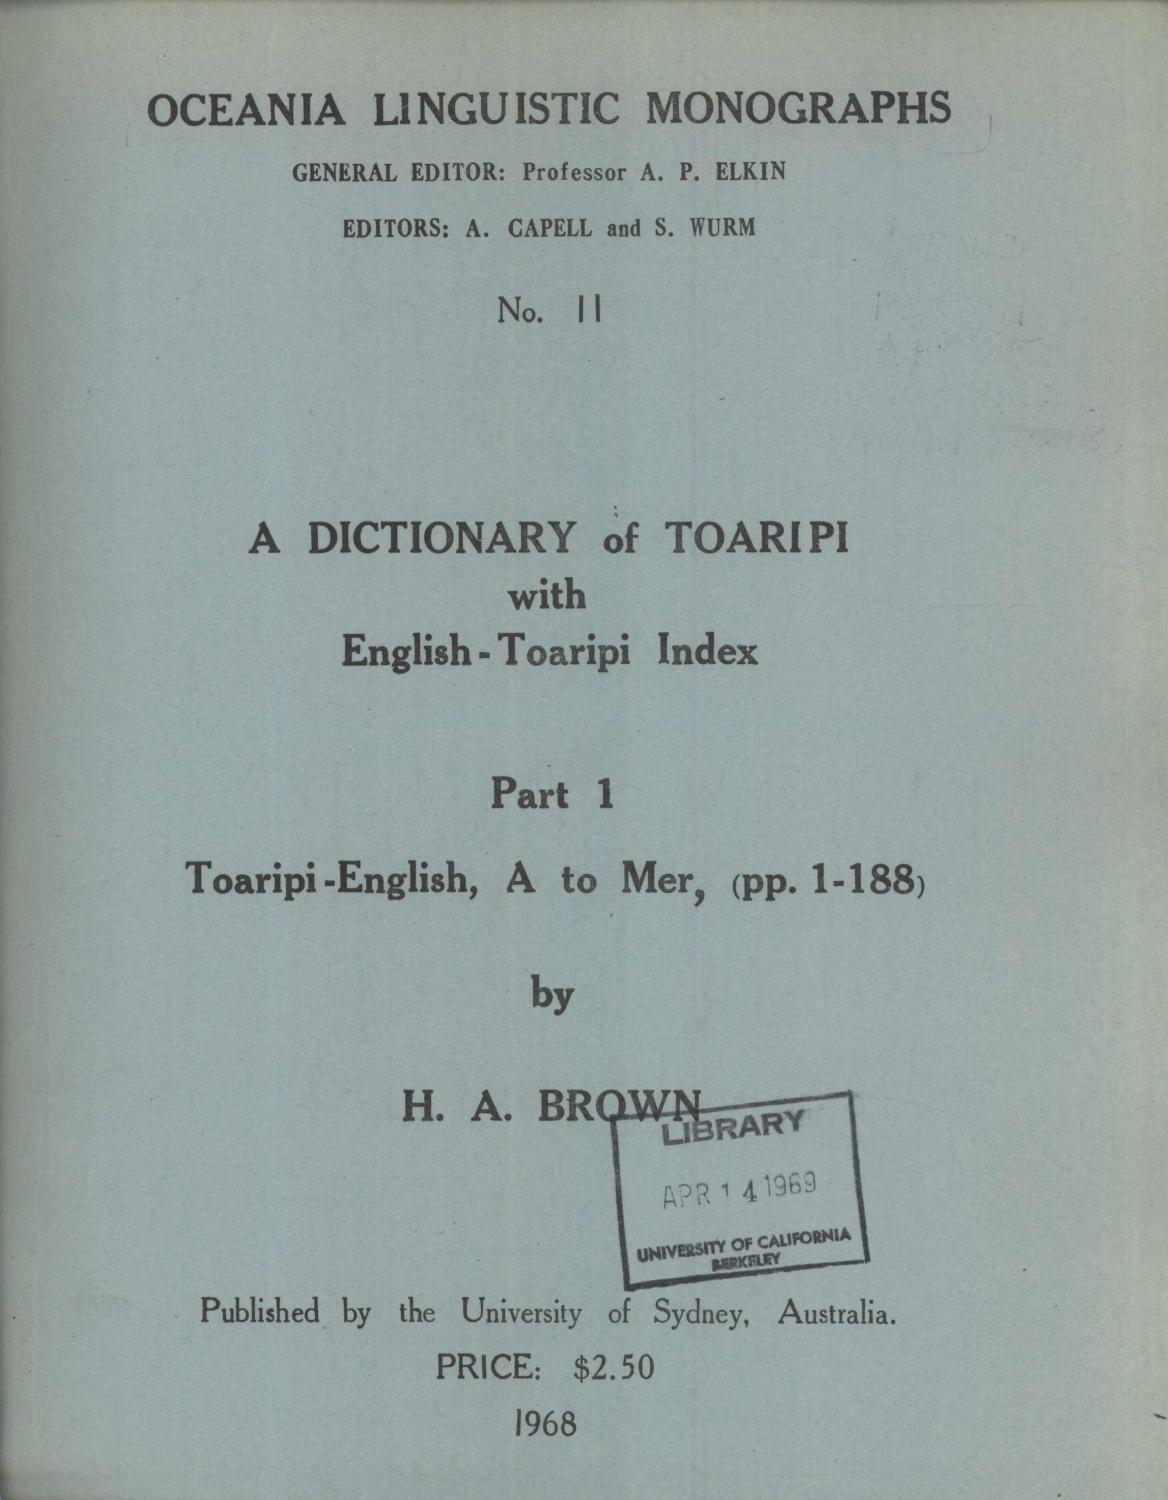 OCEANIA LINGUISTIC MONOGRAPHS
GENERAL EDITOR: Professor A. P. ELKIN
EDITORS: A. CAPELL and S. WURM
No. 11
A DICTIONARY of TOARIPI
with
English-Toaripi Index
Part 1
Toaripi-English, A to Mer, (pp. 1-188)
by
H. A. BROWN
LIBRARY
APR 14 1969
UNIVERSITY OF CALIFORNIA
BERKELEY
Published by the University of Sydney, Australia.
PRICE: $2.50
1968